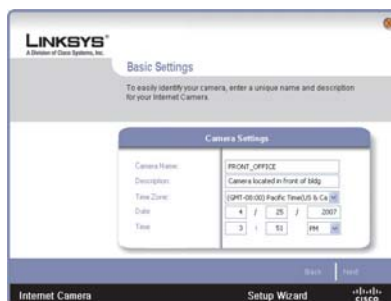 LINKSYS®
A Division of Cisco Systems, Inc.
Basic Settings
To easily identify your camera, enter a unique name and description
for your Internet Camera.
Camera Settings
Camera Name: FRONT_OFFICE
Description: Camera located in front of bldg
Time Zone: (GMT-08:00) Pacific Time(US & Ca
Date 4 / 25 / 2007
Time 3 : 51 PM
Back Next
Internet Camera Setup Wizard CISCO